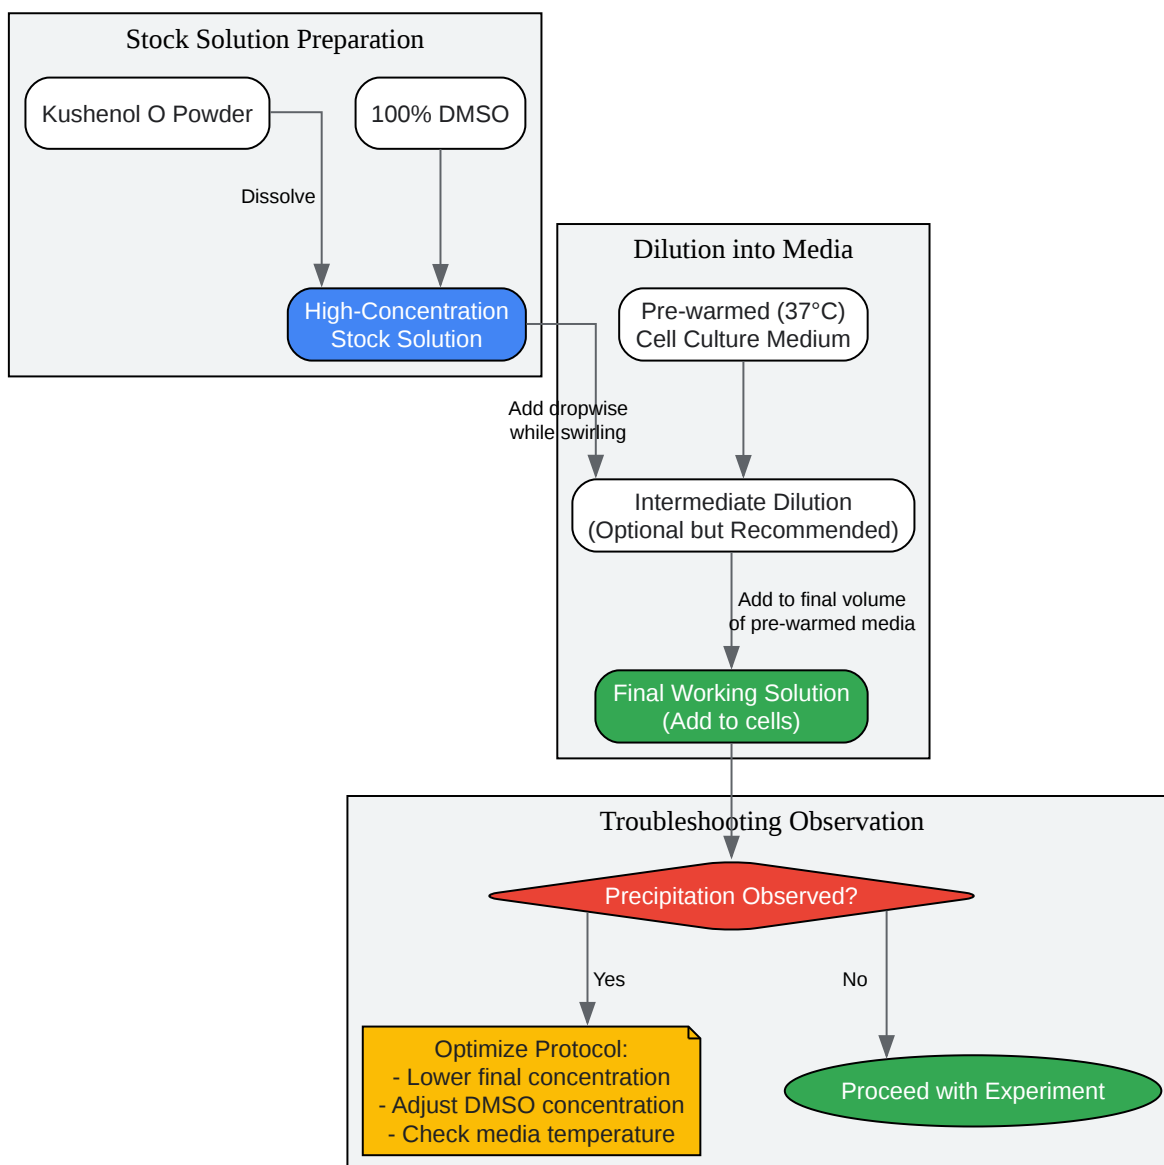 Stock Solution Preparation
Kushenol O Powder
100% DMSO
Dissolve
High-Concentration
Stock Solution
Dilution into Media
Pre-warmed (37°C)
Cell Culture Medium
Add dropwise
while swirling
Intermediate Dilution
(Optional but Recommended)
Add to final volume
of pre-warmed media
Final Working Solution
(Add to cells)
Troubleshooting Observation
Precipitation Observed?
Yes
No
Optimize Protocol:
- Lower final concentration
- Adjust DMSO concentration
- Check media temperature
Proceed with Experiment